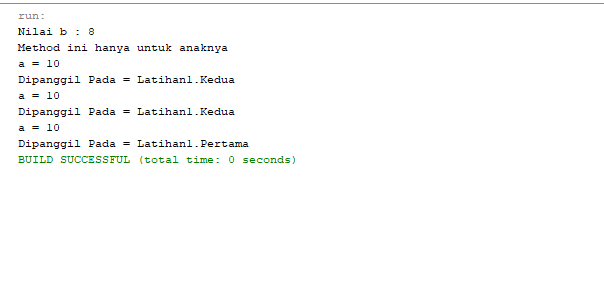 run:
Nilai b : 8
Method ini hanya untuk anaknya
a = 10
Dipanggil Pada = Latihan1.Kedua
a = 10
Dipanggil Pada = Latihan1.Kedua
a = 10
Dipanggil Pada = Latihan1.Pertama
BUILD SUCCESSFUL (total time: 0 seconds)